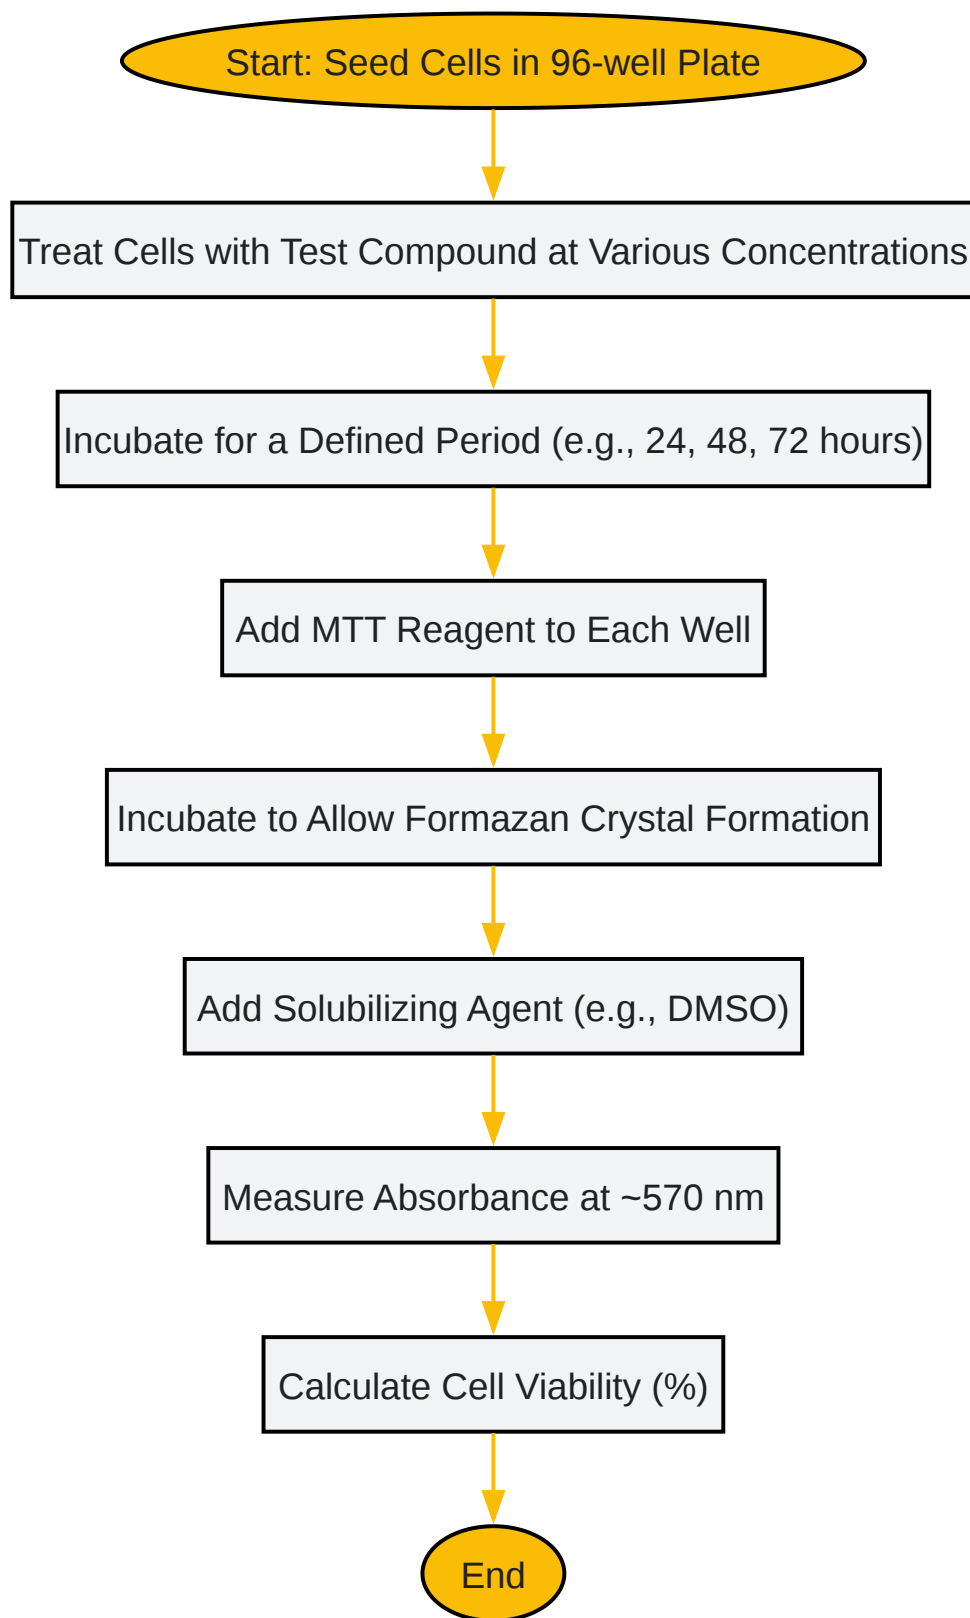 Start: Seed Cells in 96-well Plate
Treat Cells with Test Compound at Various Concentrations
Incubate for a Defined Period (e.g., 24, 48, 72 hours)
Add MTT Reagent to Each Well
Incubate to Allow Formazan Crystal Formation
Add Solubilizing Agent (e.g., DMSO)
Measure Absorbance at ~570 nm
Calculate Cell Viability (%)
End